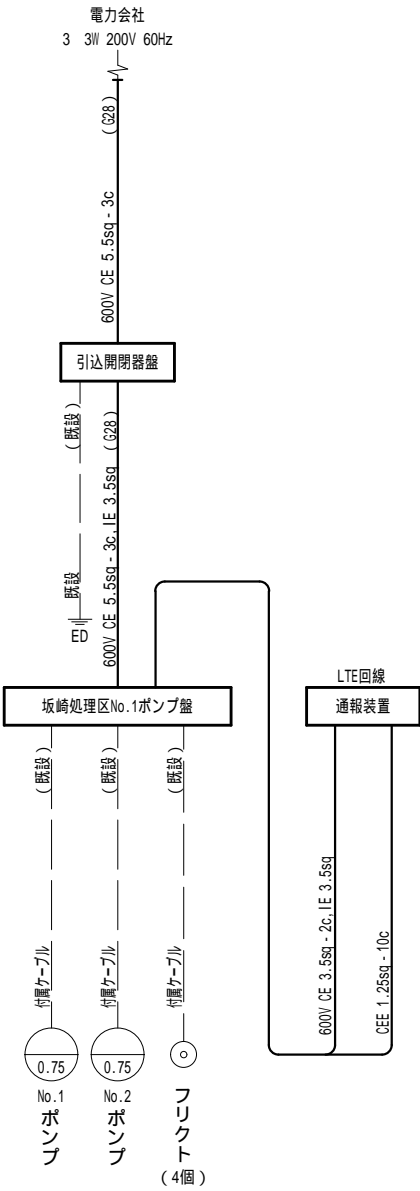 電力会社
3 3W 200V 60Hz
(G28)
600V CE 5.5sq - 3c
引込開閉器盤
(既設)
既設
ED
(G28)
600V CE 5.5sq - 3c,IE 3.5sq
坂崎処理区No.1ポンプ盤
LTE回線
通報装置
(既設)
(既設)
(既設)
付属ケーブル
付属ケーブル
付属ケーブル
600V CE 3.5sq - 2c,IE 3.5sq
CEE 1.25sq - 10c
0.75
0.75
No.1
ポンプ
No.2
ポンプ
フリクト
(4個)